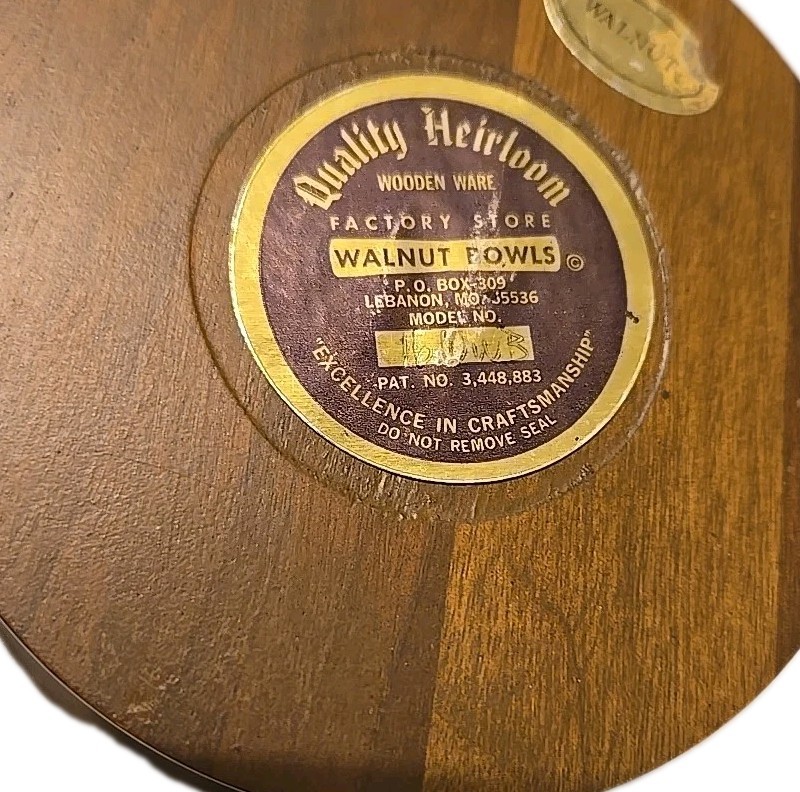 WALNUT
Quality Heirloom
WOODEN WARE
FACTORY STORE
WALNUT BOWLS ©
P.O. BOX 309
LEBANON, MO. 65536
MODEL NO.
PAT. NO. 3,448,883
"EXCELLENCE IN CRAFTSMANSHIP"
DO NOT REMOVE SEAL